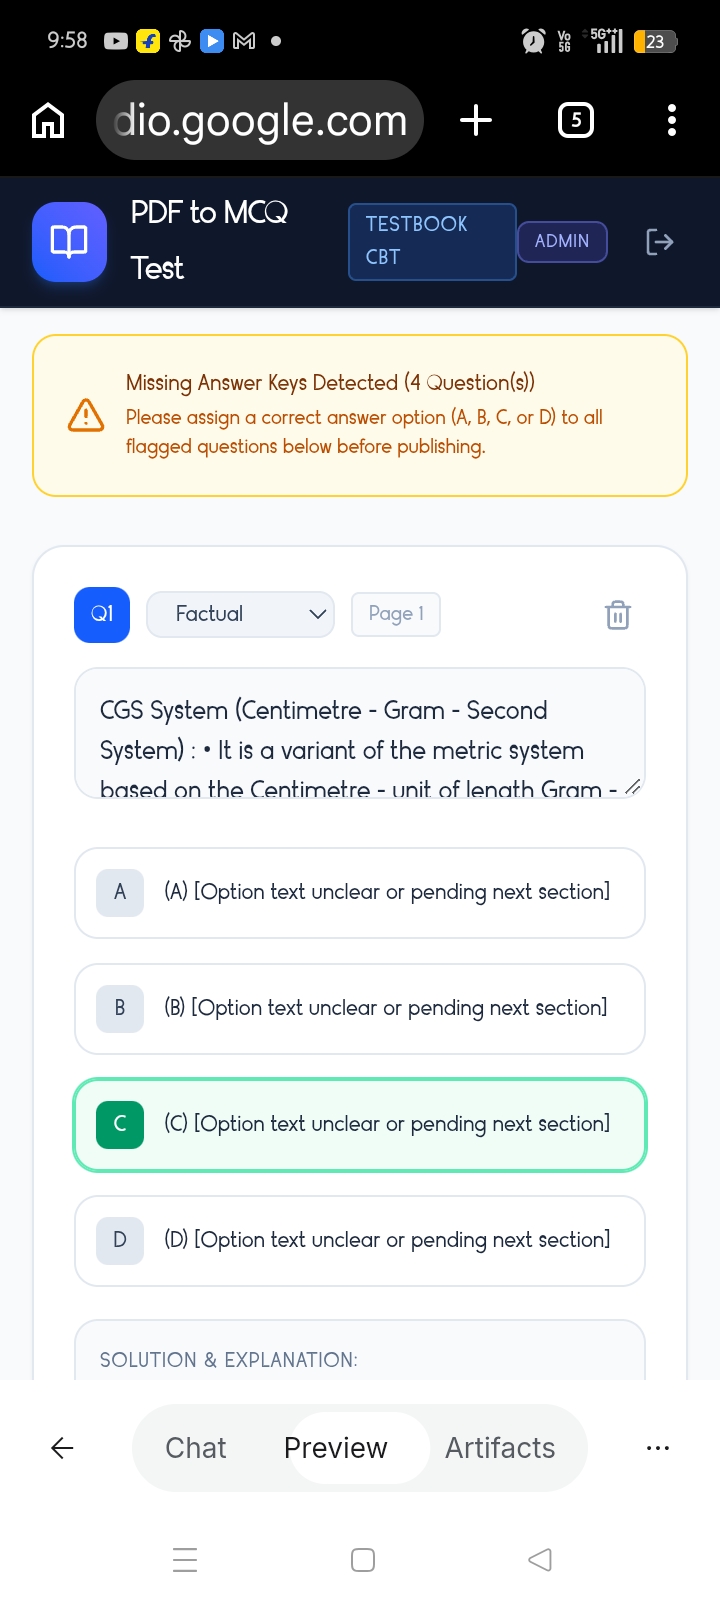 9:58
Vo 5G
5G++
23
dio.google.com
5
PDF to MCQ
Test
TESTBOOK
CBT
ADMIN
Missing Answer Keys Detected (4 Question(s))
Please assign a correct answer option (A, B, C, or D) to all
flagged questions below before publishing.
Q1
Factual
Page 1
CGS System (Centimetre - Gram - Second
System) : • It is a variant of the metric system
based on the Centimetre - unit of length Gram -
A
(A) [Option text unclear or pending next section]
B
(B) [Option text unclear or pending next section]
C
(C) [Option text unclear or pending next section]
D
(D) [Option text unclear or pending next section]
SOLUTION & EXPLANATION:
Chat
Preview
Artifacts